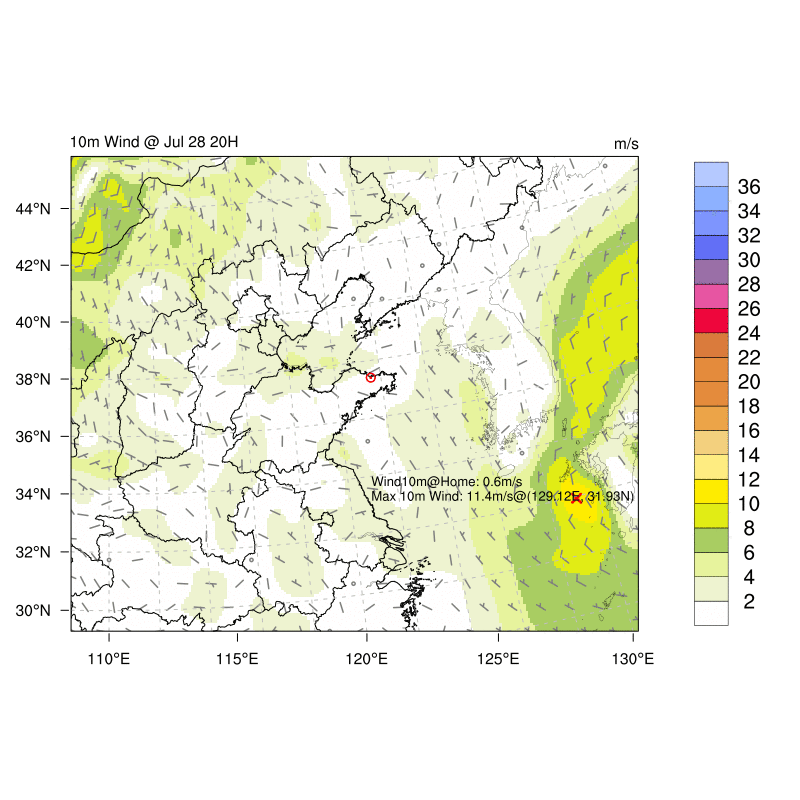 10m Wind @ Jul 28 20H
m/s
44°N
42°N
40°N
38°N
36°N
34°N
32°N
30°N
110°E
115°E
120°E
125°E
130°E
Wind10m@Home: 0.6m/s
Max 10m Wind: 11.4m/s@(129.12E, 31.93N)
36
34
32
30
28
26
24
22
20
18
16
14
12
10
8
6
4
2